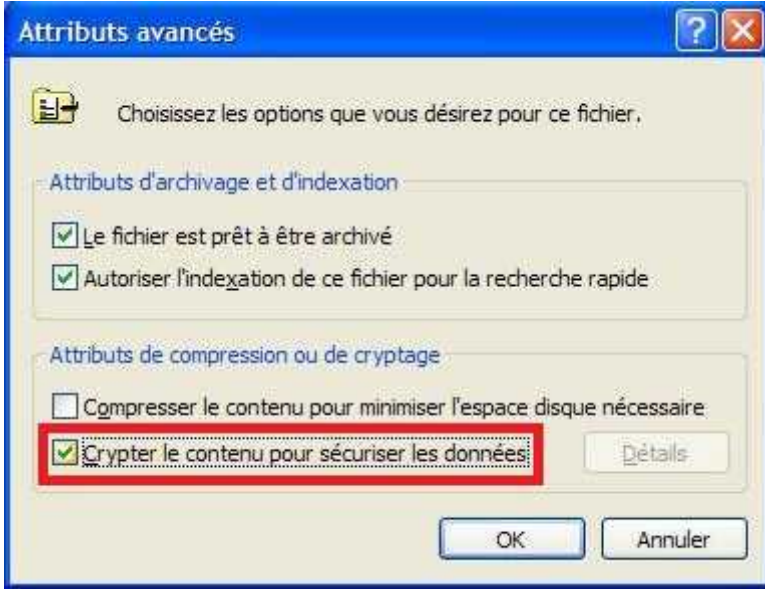 Attributs avancés
Choisissez les options que vous désirez pour ce fichier.
Attributs d'archivage et d'indexation
Le fichier est prêt à être archivé
Autoriser l'indexation de ce fichier pour la recherche rapide
Attributs de compression ou de cryptage
Compresser le contenu pour minimiser l'espace disque nécessaire
Crypter le contenu pour sécuriser les données
Détails
OK
Annuler